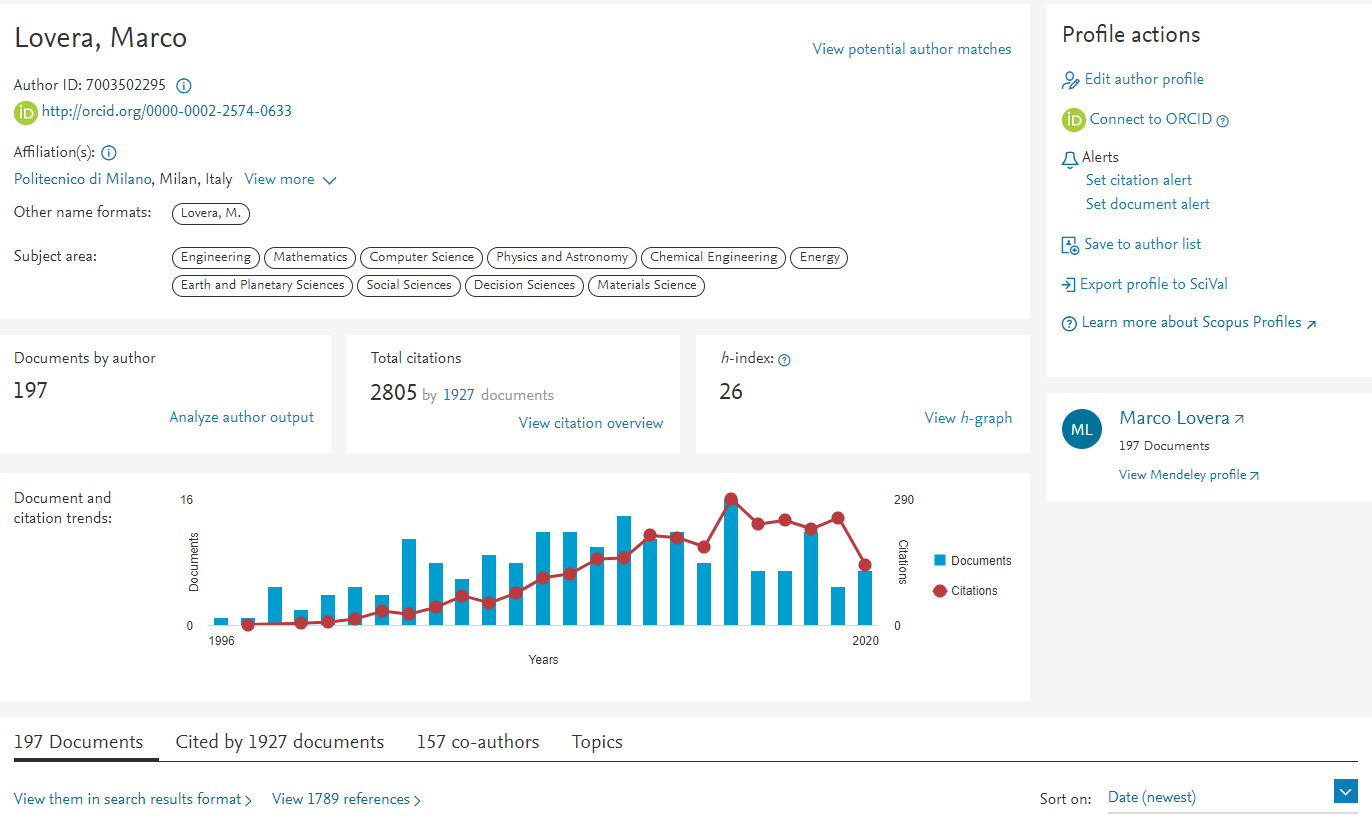 Lovera, Marco
View potential author matches
Author ID: 7003502295
iD http://orcid.org/0000-0002-2574-0633
Affiliation(s):
Politecnico di Milano, Milan, Italy View more
Other name formats: Lovera, M.
Subject area: Engineering Mathematics Computer Science Physics and Astronomy Chemical Engineering Energy
Earth and Planetary Sciences Social Sciences Decision Sciences Materials Science
Profile actions
Edit author profile
iD Connect to ORCID
Alerts
Set citation alert
Set document alert
Save to author list
Export profile to SciVal
Learn more about Scopus Profiles
Documents by author
197
Analyze author output
Total citations
2805 by 1927 documents
View citation overview
h-index:
26
View h-graph
ML
Marco Lovera
197 Documents
View Mendeley profile
Document and
citation trends:
16
0
Documents
1996
2020
Years
290
0
Citations
Documents
Citations
197 Documents Cited by 1927 documents 157 co-authors Topics
View them in search results format View 1789 references Sort on: Date (newest)